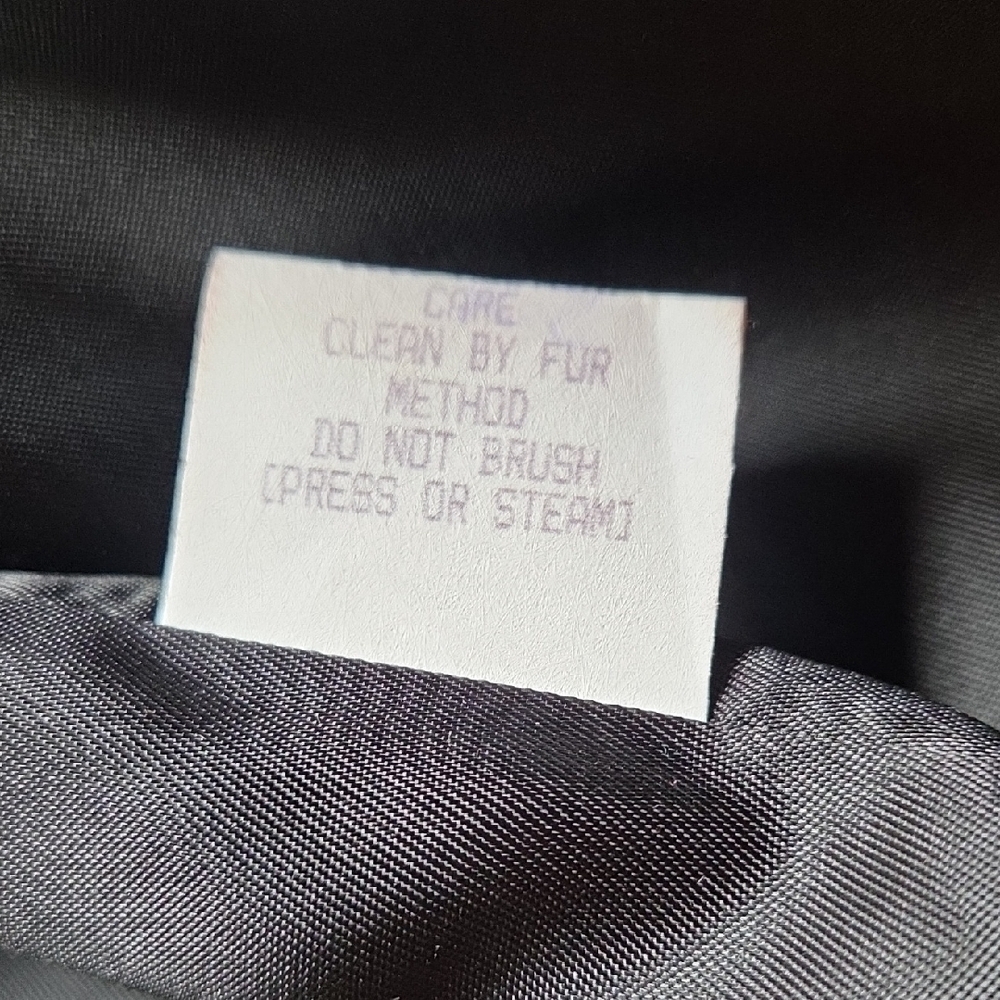 CARE
CLEAN BY FUR
METHOD
DO NOT BRUSH
[PRESS OR STEAM]